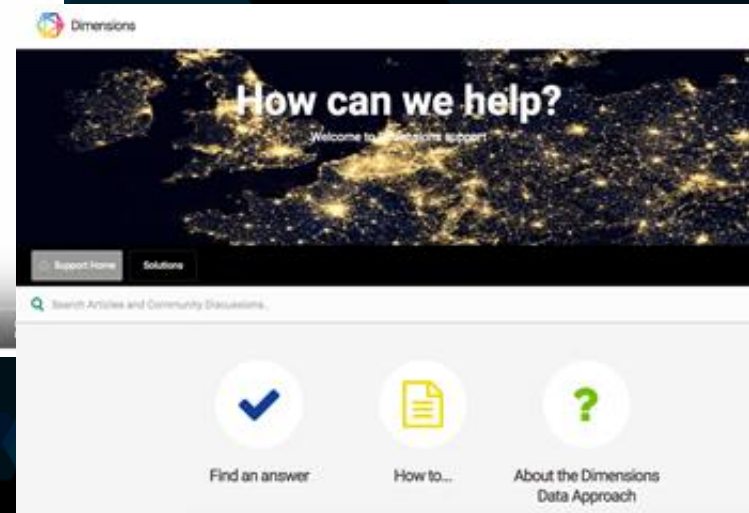 Dimensions
How can we help?
Welcome to Dimensions support
Support Home
Solutions
Search Articles and Community Discussions..
Find an answer
How to...
About the Dimensions
Data Approach